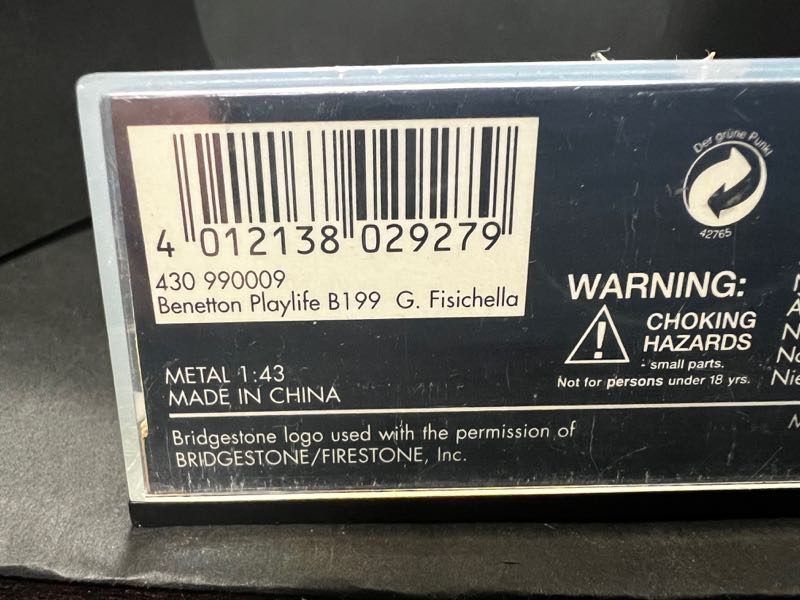 4 012138 029279
430 990009
Benetton Playlife B199 G. Fisichella
METAL 1:43
MADE IN CHINA
Bridgestone logo used with the permission of
BRIDGESTONE/FIRESTONE, Inc.
Der grüne Punkt
42765
WARNING:
CHOKING
HAZARDS
- small parts.
Not for persons under 18 yrs.